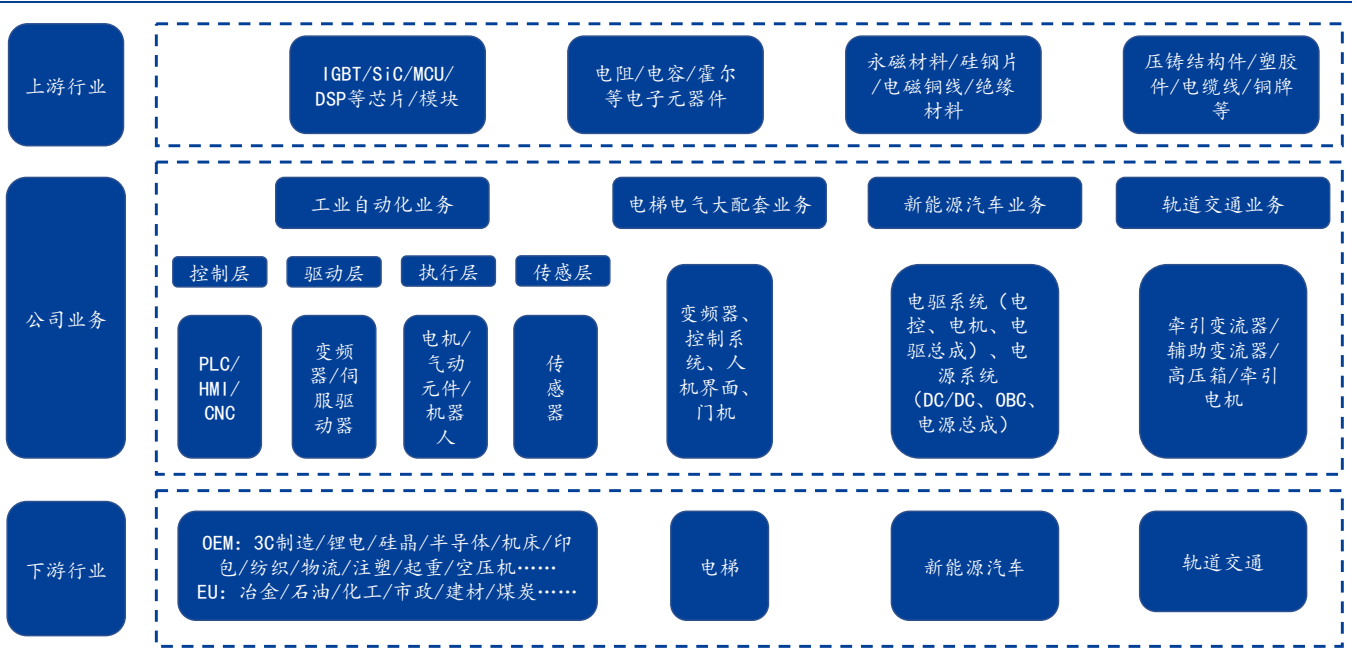 上游行业
IGBT/SiC/MCU/
DSP等芯片/模块
电阻/电容/霍尔
等电子元器件
永磁材料/硅钢片
/电磁铜线/绝缘
材料
压铸结构件/塑胶
件/电缆线/铜牌
等
公司业务
工业自动化业务
电梯电气大配套业务
新能源汽车业务
轨道交通业务
控制层
驱动层
执行层
传感层
PLC/
HMI/
CNC
变频
器/伺
服驱
动器
电机/
气动
元件/
机器
人
传
感
器
变频器、
控制系
统、人
机界面、
门机
电驱系统（电
控、电机、电
驱总成）、电
源系统
（DC/DC、OBC、
电源总成）
牵引变流器/
辅助变流器/
高压箱/牵引
电机
下游行业
OEM：3C制造/锂电/硅晶/半导体/机床/印
包/纺织/物流/注塑/起重/空压机……
EU：冶金/石油/化工/市政/建材/煤炭……
电梯
新能源汽车
轨道交通